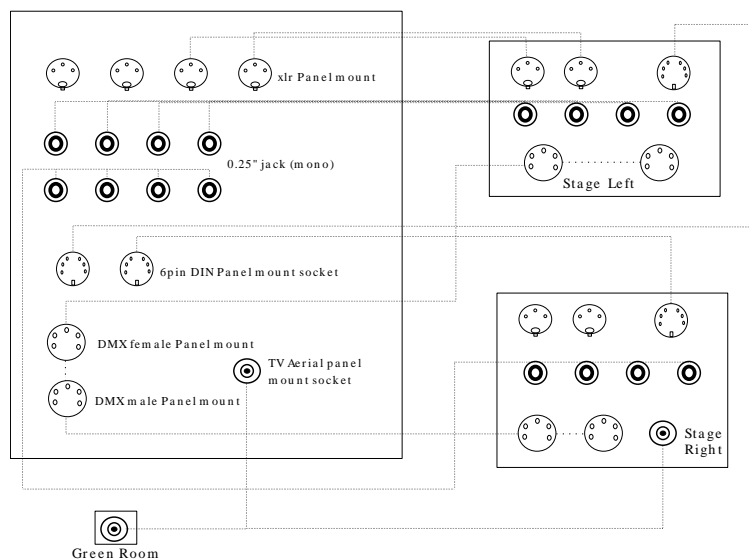 xlr Panel mount
0.25" jack (mono)
Stage Left
6pin DIN Panel mount socket
DMX female Panel mount
TV Aerial panel
mount socket
DMX male Panel mount
Stage
Right
Green Room